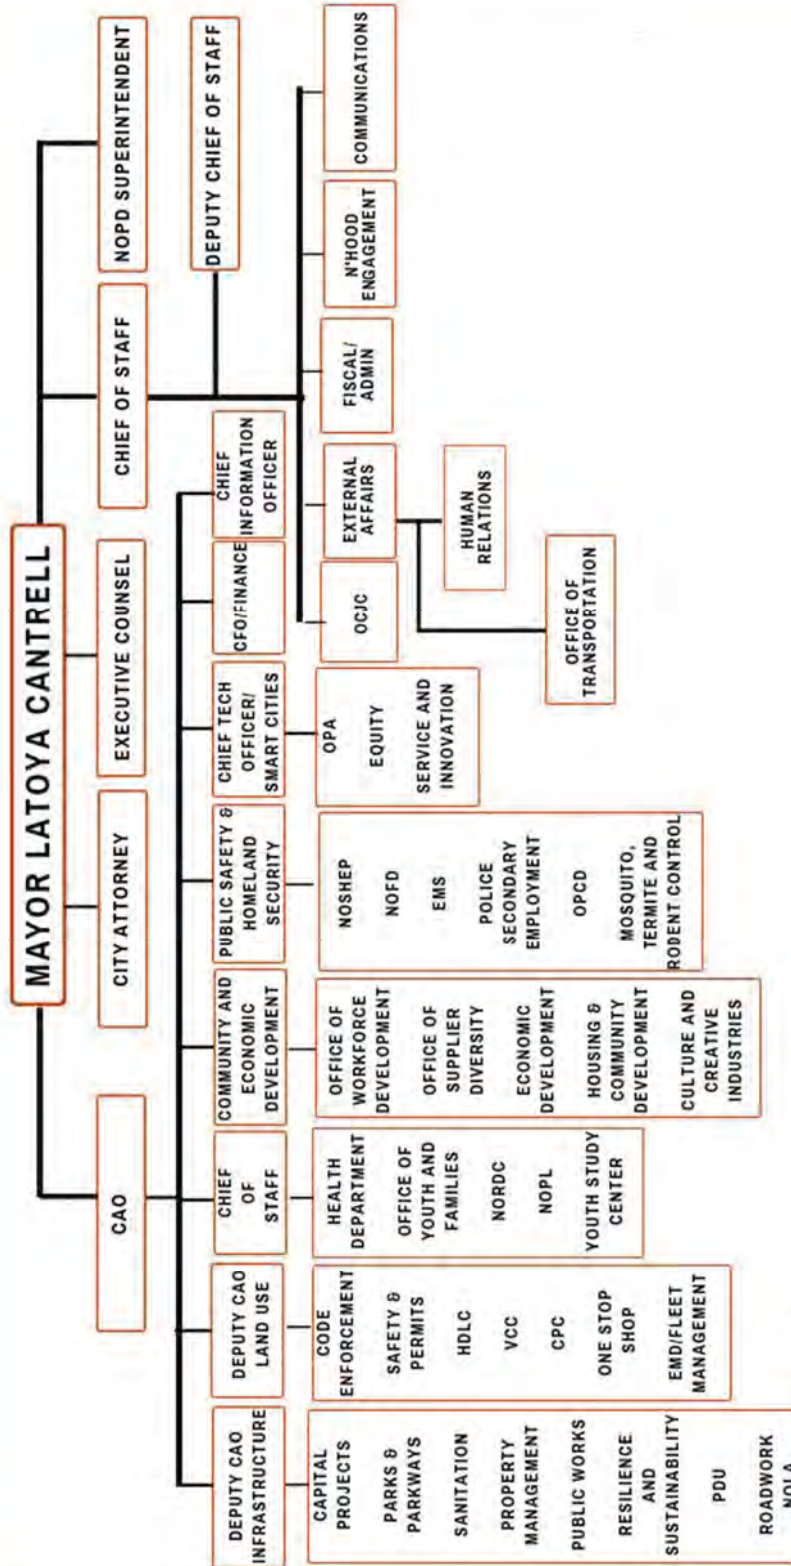 MAYOR LATOYA CANTRELL
CAO
CITY ATTORNEY
EXECUTIVE COUNSEL
CHIEF OF STAFF
NOPD SUPERINTENDENT
DEPUTY CHIEF OF STAFF
DEPUTY CAO
INFRASTRUCTURE
DEPUTY CAO
LAND USE
CHIEF
OF
STAFF
COMMUNITY AND
ECONOMIC
DEVELOPMENT
PUBLIC SAFETY &
HOMELAND
SECURITY
CHIEF TECH
OFFICER/
SMART CITIES
CFO/FINANCE
CHIEF
INFORMATION
OFFICER
CAPITAL
PROJECTS
PARKS &
PARKWAYS
SANITATION
PROPERTY
MANAGEMENT
PUBLIC WORKS
RESILIENCE
AND
SUSTAINABILITY
PDU
ROADWORK
NOLA
CODE
ENFORCEMENT
SAFETY &
PERMITS
HDLC
VCC
CPC
ONE STOP
SHOP
EMD/FLEET
MANAGEMENT
HEALTH
DEPARTMENT
OFFICE OF
YOUTH AND
FAMILIES
NORDC
NOPL
YOUTH STUDY
CENTER
OFFICE OF
WORKFORCE
DEVELOPMENT
OFFICE OF
SUPPLIER
DIVERSITY
ECONOMIC
DEVELOPMENT
HOUSING &
COMMUNITY
DEVELOPMENT
CULTURE AND
CREATIVE
INDUSTRIES
NOSHEP
NOFD
EMS
POLICE
SECONDARY
EMPLOYMENT
OPCD
MOSQUITO,
TERMITE AND
RODENT CONTROL
OPA
EQUITY
SERVICE AND
INNOVATION
OCJC
EXTERNAL
AFFAIRS
FISCAL/
ADMIN
N'HOOD
ENGAGEMENT
COMMUNICATIONS
HUMAN
RELATIONS
OFFICE OF
TRANSPORTATION